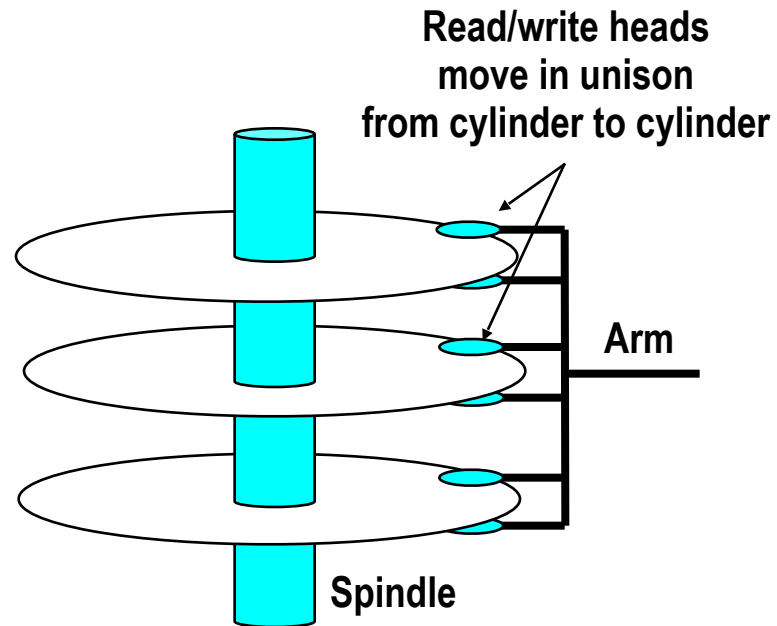 Read/write heads
move in unison
from cylinder to cylinder
Arm
Spindle